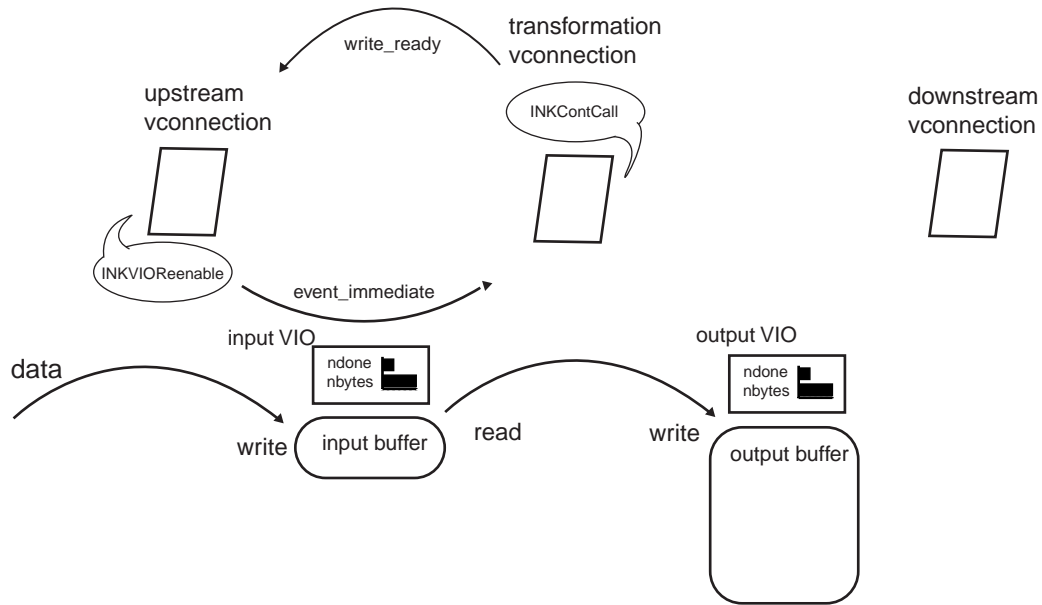 transformation
vconnection
write_ready
upstream
vconnection
INKContCall
downstream
vconnection
INKVIOReenable
event_immediate
input VIO
output VIO
ndone
nbytes
ndone
nbytes
data
write
input buffer
read
write
output buffer